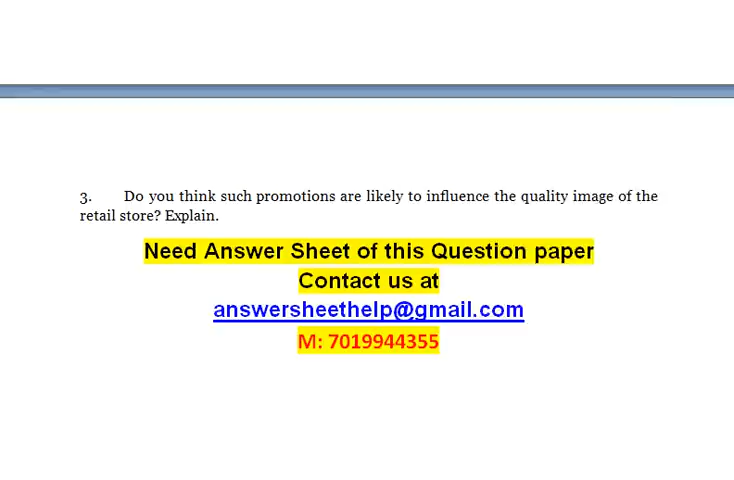 3. Do you think such promotions are likely to influence the quality image of the
retail store? Explain.
Need Answer Sheet of this Question paper
Contact us at
answersheethelp@gmail.com
M: 7019944355